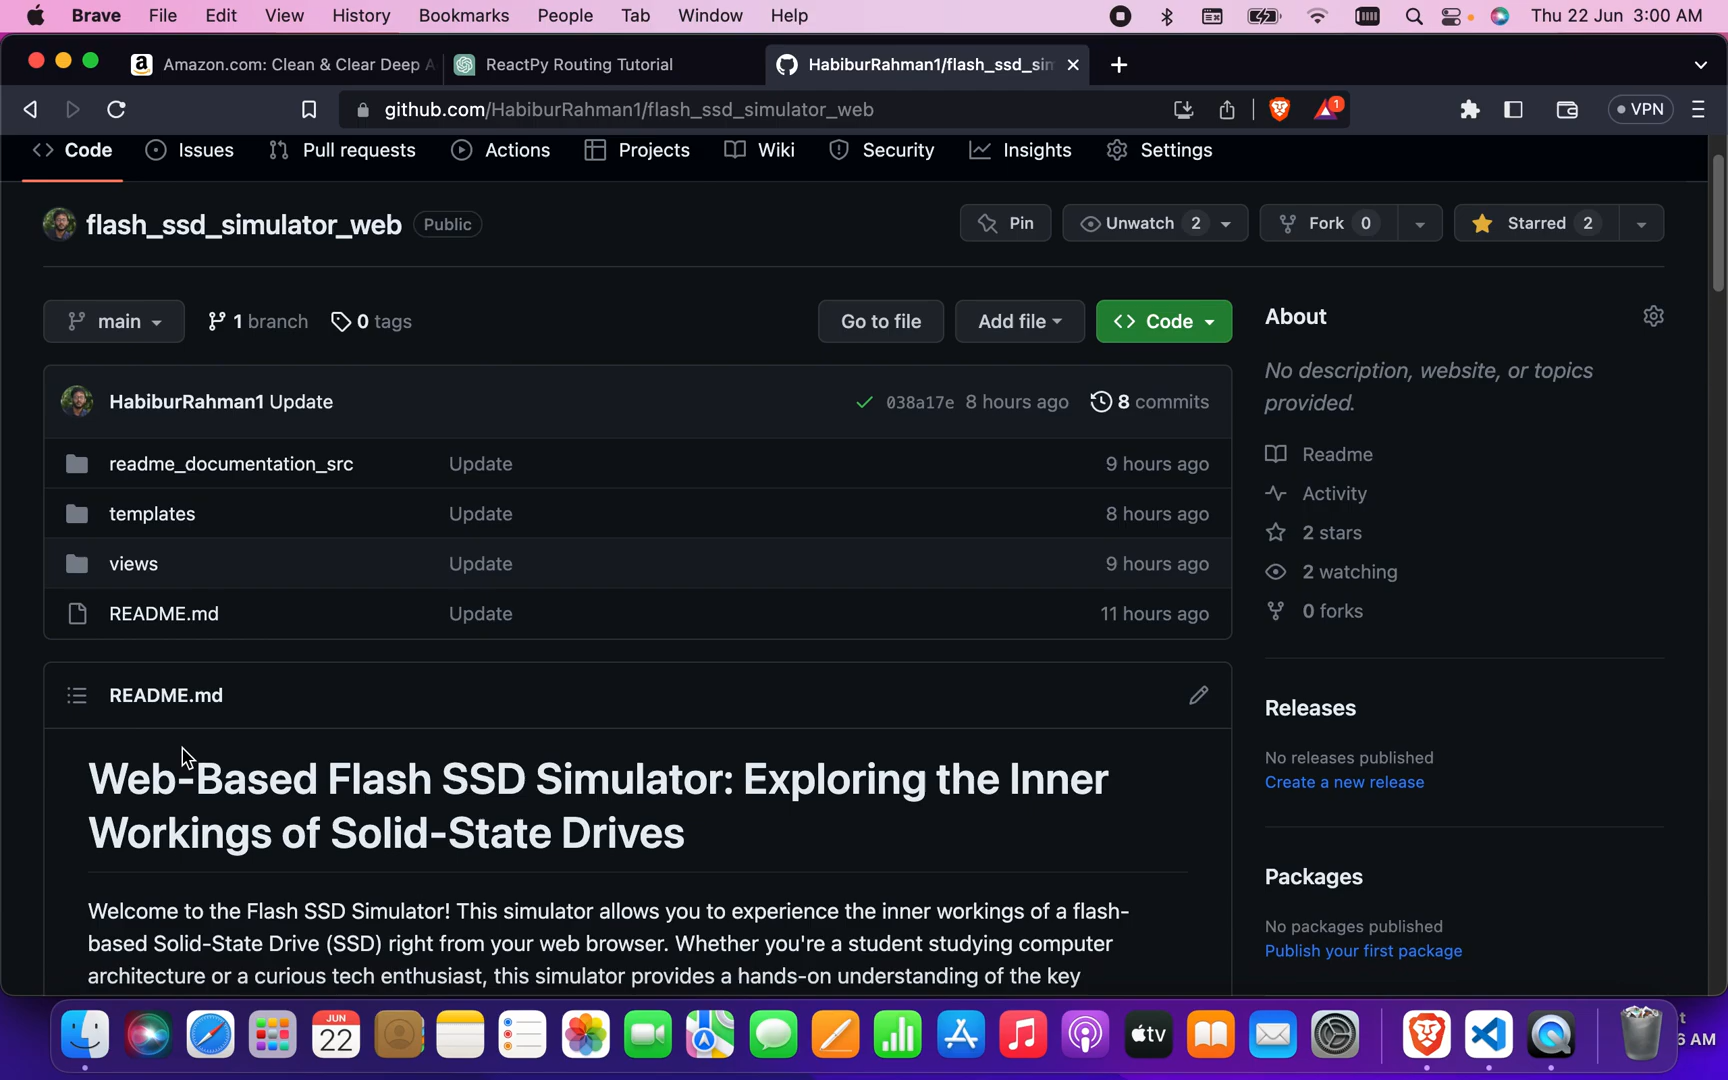 Brave File Edit View History Bookmarks People Tab Window Help Thu 22 Jun 3:00 AM
Amazon.com: Clean & Clear Deep A ReactPy Routing Tutorial HabiburRahman1/flash_ssd_sim
github.com/HabiburRahman1/flash_ssd_simulator_web 1 VPN
Code Issues Pull requests Actions Projects Wiki Security Insights Settings
flash_ssd_simulator_web Public Pin Unwatch 2 Fork 0 Starred 2
main 1 branch 0 tags Go to file Add file Code
About
No description, website, or topics
provided.
HabiburRahman1 Update 038a17e 8 hours ago 8 commits
readme_documentation_src Update 9 hours ago
templates Update 8 hours ago
views Update 9 hours ago
README.md Update 11 hours ago
Readme
Activity
2 stars
2 watching
0 forks
README.md
Web-Based Flash SSD Simulator: Exploring the Inner
Workings of Solid-State Drives
Welcome to the Flash SSD Simulator! This simulator allows you to experience the inner workings of a flash-
based Solid-State Drive (SSD) right from your web browser. Whether you're a student studying computer
architecture or a curious tech enthusiast, this simulator provides a hands-on understanding of the key
Releases
No releases published
Create a new release
Packages
No packages published
Publish your first package
JUN
22
tv